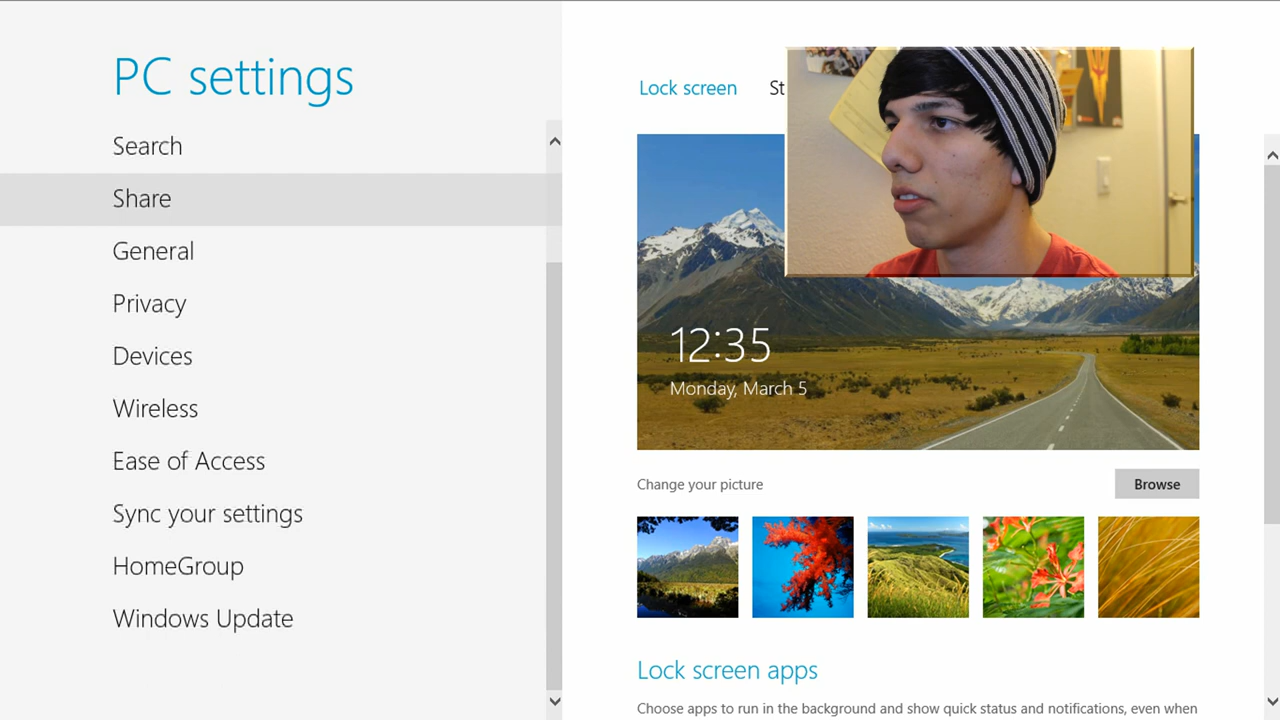 PC settings
Search
Share
General
Privacy
Devices
Wireless
Ease of Access
Sync your settings
HomeGroup
Windows Update
Lock screen St
12:35
Monday, March 5
Change your picture
Browse
Lock screen apps
Choose apps to run in the background and show quick status and notifications, even when